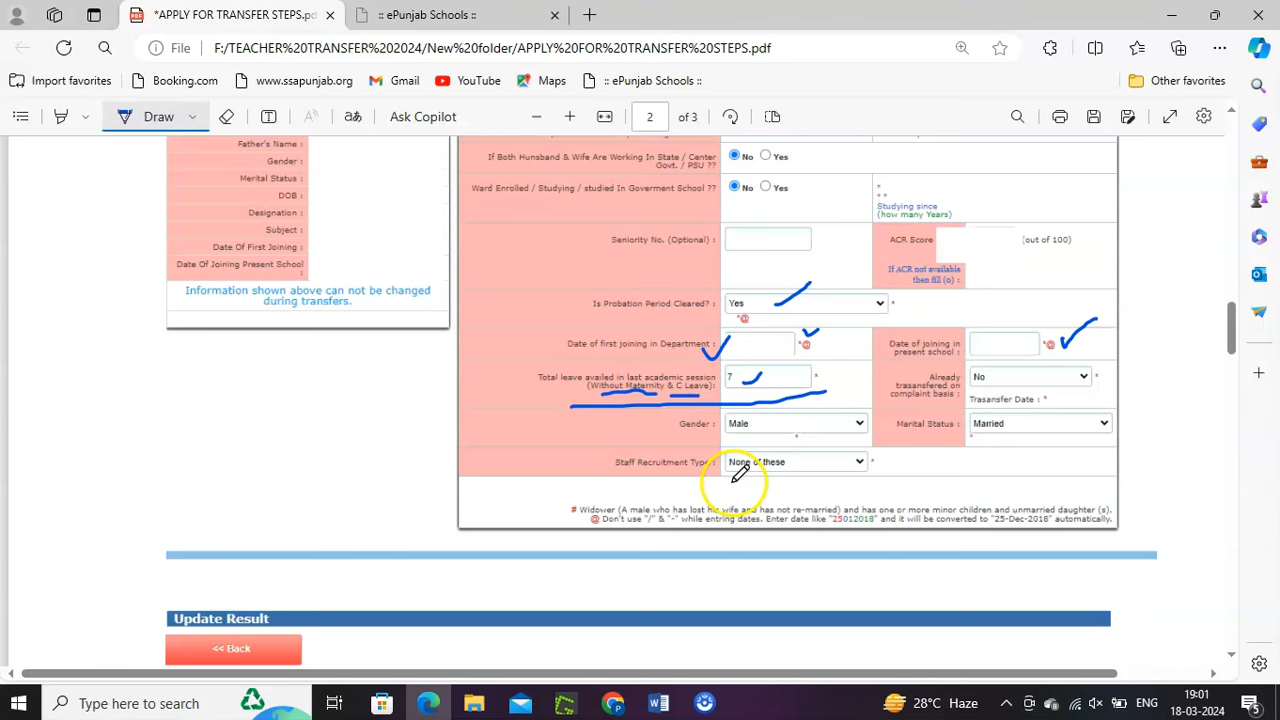 *APPLY FOR TRANSFER STEPS.pd
:: ePunjab Schools ::
File
F:/TEACHER%20TRANSFER%202024/New%20folder/APPLY%20FOR%20TRANSFER%20STEPS.pdf
Import favorites
Booking.com
www.ssapunjab.org
Gmail
YouTube
Maps
:: ePunjab Schools ::
Other favorites
Draw
Ask Copilot
2
of 3
Father's Name :
Gender :
Merital Status :
DOB :
Designation :
Subject :
Date Of First Joining :
Date Of Joining Present School
:
Information shown above can not be changed
during transfers.
If Both Hunsband & Wife Are Working In State / Center
Govt. / PSU ??
No Yes
Ward Enrolled / Studying / studied In Goverment School ??
No Yes
*
* *
Studying since
(how many Years)
Seniority No. (Optional) :
ACR Score
(out of 100)
If ACR not available
then fill (0) :
Is Probation Period Cleared? :
Yes
*
*@
Date of first joining in Department :
*@
Date of joining in
present school :
*@
Total leave availed in last academic session
(Without Maternity & C Leave):
7
*
Already
trasansfered on
complaint basis :
No
*
Trasansfer Date : *
Gender :
Male
*
Marital Status :
Married
*
Staff Recruitment Type :
None of these
*
# Widower (A male who has lost his wife and has not re-married) and has one or more minor children and unmarried daughter (s).
@ Don't use "/" & "-" while entring dates. Enter date like "25012018" and it will be converted to "25-Dec-2018" automatically.
Update Result
<< Back
Type here to search
28°C Haze
ENG
19:01
18-03-2024